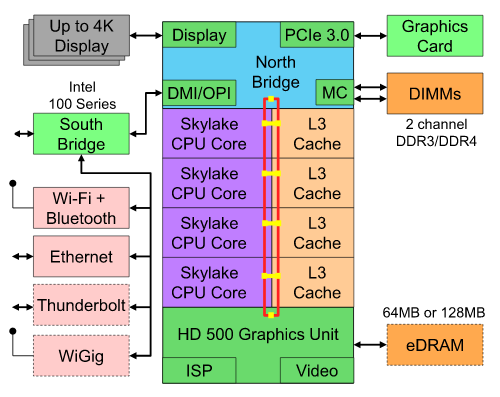 Up to 4K
Display
Display
PCIe 3.0
Graphics
Card
North
Bridge
Intel
100 Series
DMI/OPI
MC
DIMMs
2 channel
DDR3/DDR4
South
Bridge
Skylake
CPU Core
L3
Cache
Skylake
CPU Core
L3
Cache
Skylake
CPU Core
L3
Cache
Skylake
CPU Core
L3
Cache
Wi-Fi +
Bluetooth
Ethernet
Thunderbolt
WiGig
HD 500 Graphics Unit
ISP
Video
64MB or 128MB
eDRAM